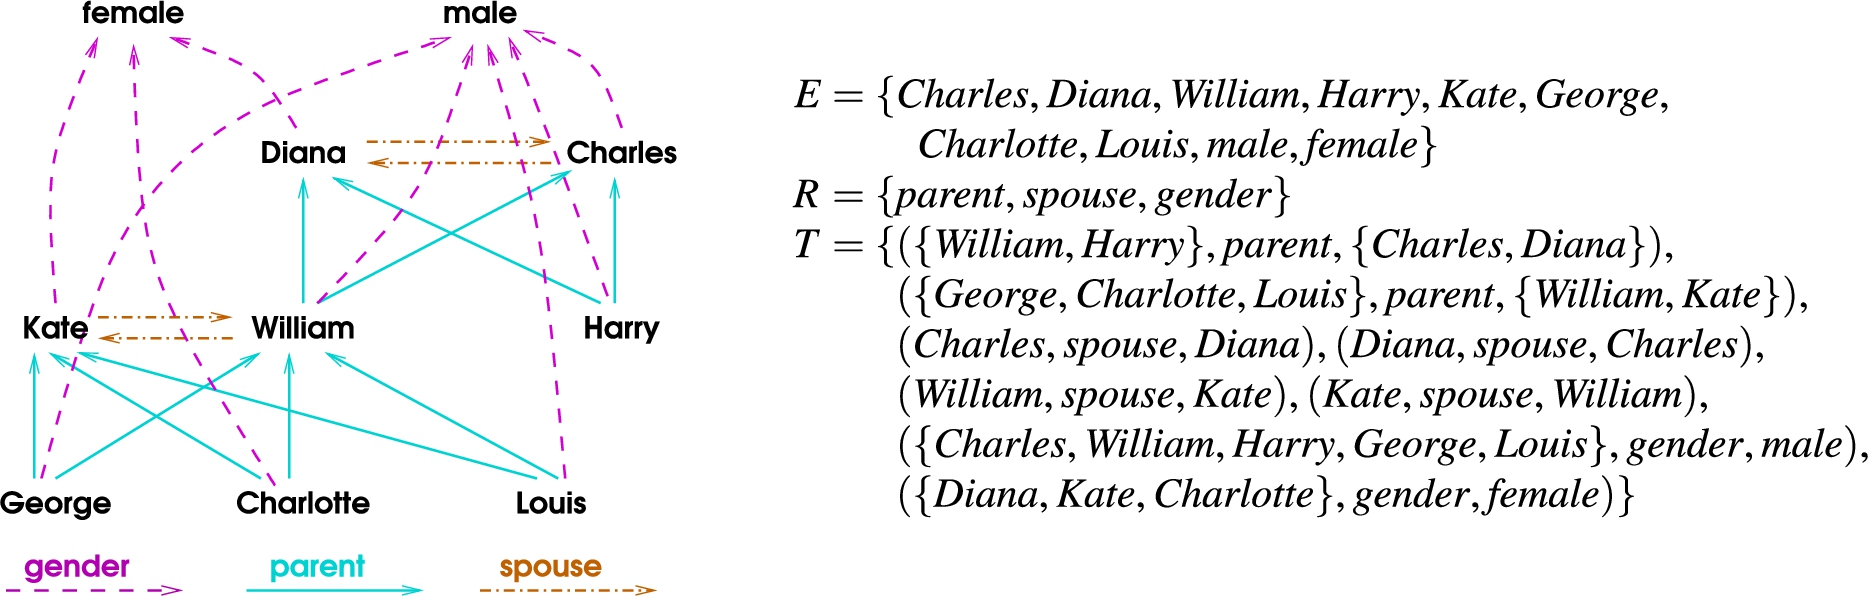 female male
Diana Charles
Kate William Harry
George Charlotte Louis
gender parent spouse
E = {Charles, Diana, William, Harry, Kate, George,
Charlotte, Louis, male, female}
R = {parent, spouse, gender}
T = {({William, Harry}, parent, {Charles, Diana}),
({George, Charlotte, Louis}, parent, {William, Kate}),
(Charles, spouse, Diana), (Diana, spouse, Charles),
(William, spouse, Kate), (Kate, spouse, William),
({Charles, William, Harry, George, Louis}, gender, male),
({Diana, Kate, Charlotte}, gender, female)}